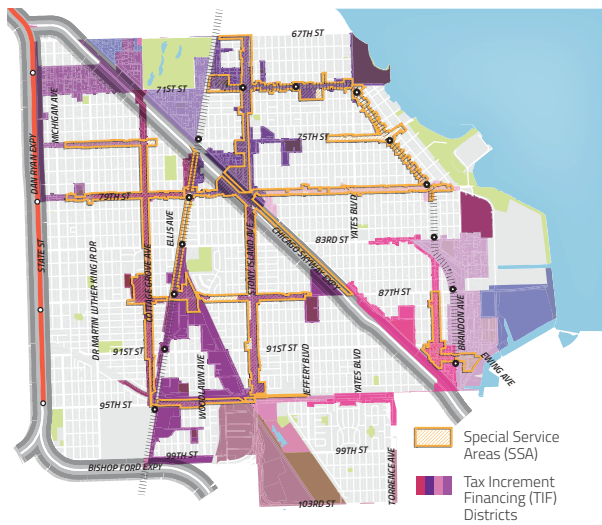 67TH ST
71ST ST
MICHIGAN AVE
DAN RYAN EXPY
75TH ST
79TH ST
ELLIS AVE
YATES BLVD
STATE ST
DR MARTIN LUTHER KING JR DR
COTTAGE GROVE AVE
STONY ISLAND AVE
83RD ST
CHICAGO SKYWAY EXPY
87TH ST
BRANDON AVE
91ST ST
91ST ST
EWING AVE
WOODLAWN AVE
JEFFERY BLVD
YATES BLVD
95TH ST
99TH ST
99TH ST
TORRENCE AVE
BISHOP FORD EXPY
103RD ST
Special Service
Areas (SSA)
Tax Increment
Financing (TIF)
Districts